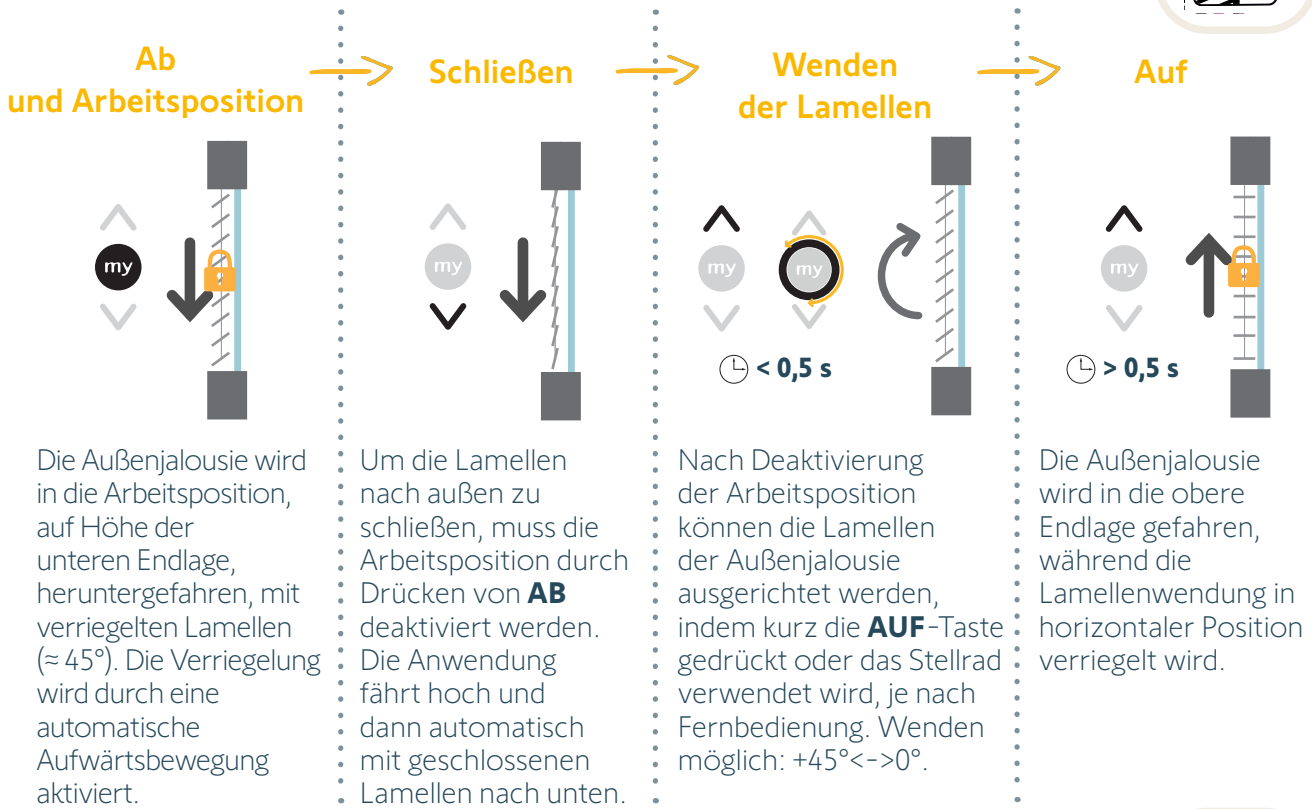 Ab
und Arbeitsposition
my
Die Außenjalousie wird
in die Arbeitsposition,
auf Höhe der
unteren Endlage,
heruntergefahren, mit
verriegelten Lamellen
(≈ 45°). Die Verriegelung
wird durch eine
automatische
Aufwärtsbewegung
aktiviert.
Schließen
my
Um die Lamellen
nach außen zu
schließen, muss die
Arbeitsposition durch
Drücken von AB
deaktiviert werden.
Die Anwendung
fährt hoch und
dann automatisch
mit geschlossenen
Lamellen nach unten.
Wenden
der Lamellen
my my
< 0,5 s
Nach Deaktivierung
der Arbeitsposition
können die Lamellen
der Außenjalousie
ausgerichtet werden,
indem kurz die AUF-Taste
gedrückt oder das Stellrad
verwendet wird, je nach
Fernbedienung. Wenden
möglich: +45°<->0°.
Auf
my
> 0,5 s
Die Außenjalousie
wird in die obere
Endlage gefahren,
während die
Lamellenwendung in
horizontaler Position
verriegelt wird.